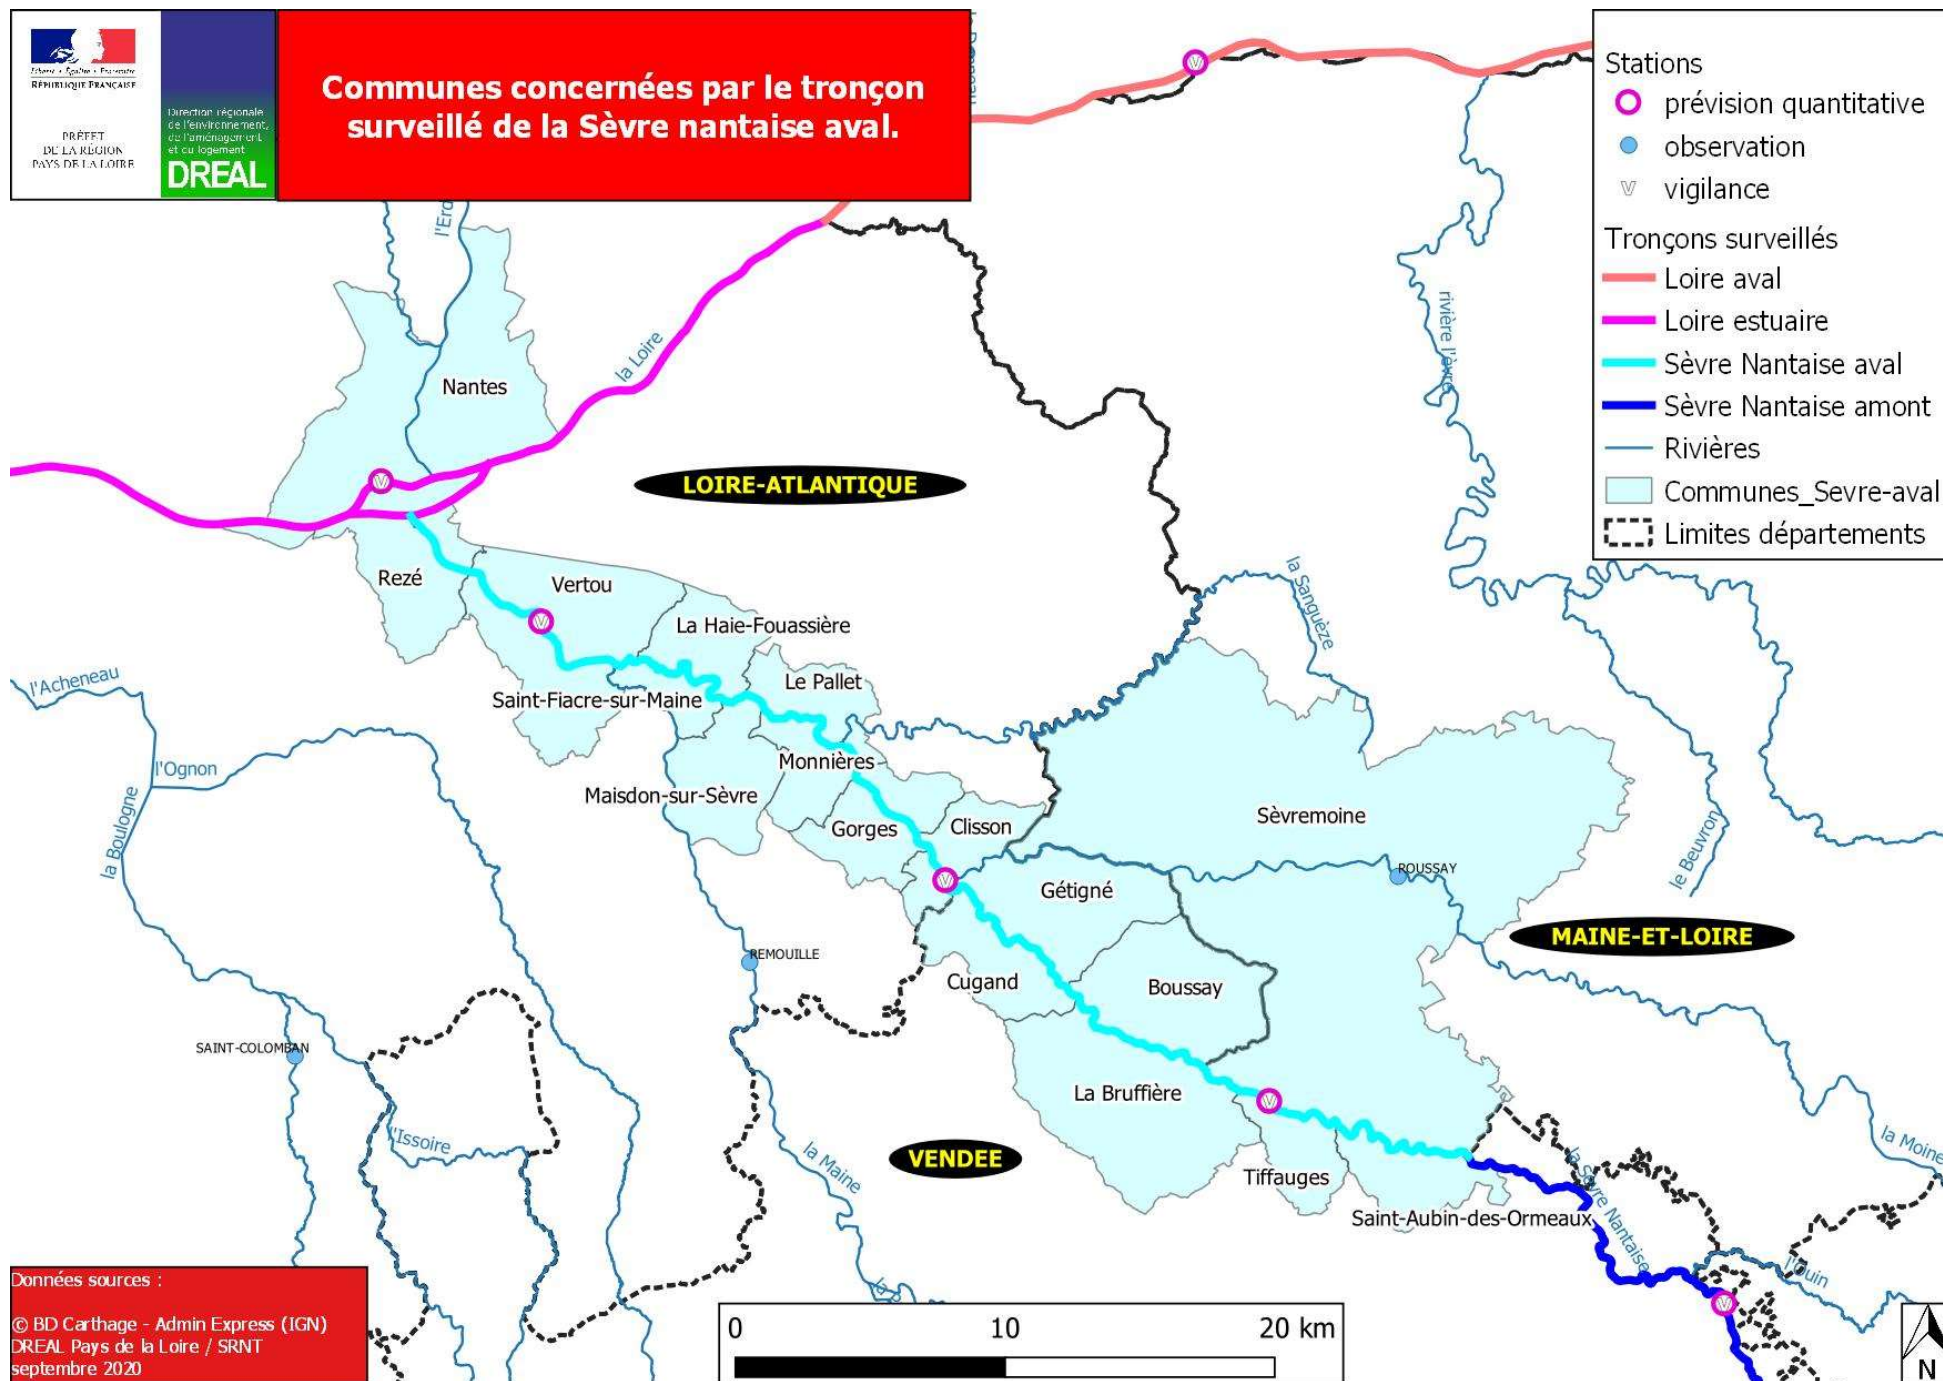 Liberté • Égalité • Fraternité
RÉPUBLIQUE FRANÇAISE
PRÉFET
DE LA RÉGION
PAYS DE LA LOIRE
Direction régionale
de l'environnement,
de l'aménagement
et du logement
DREAL
Communes concernées par le tronçon
surveillé de la Sèvre nantaise aval.
Stations
prévision quantitative
observation
V vigilance
Tronçons surveillés
Loire aval
Loire estuaire
Sèvre Nantaise aval
Sèvre Nantaise amont
Rivières
Communes_Sevre-aval
Limites départements
la Loire
rivière l'èvre
Nantes
LOIRE-ATLANTIQUE
Rezé
Vertou
la Sanguèze
La Haie-Fouassière
l'Acheneau
Le Pallet
Saint-Fiacre-sur-Maine
l'Ognon
Monnières
Maisdon-sur-Sèvre
la Boulogne
Gorges
Clisson
Sèvremoine
le Beuvron
ROUSSAY
Gétigné
MAINE-ET-LOIRE
REMOUILLE
Cugand
Boussay
SAINT-COLOMBAN
La Bruffière
l'Issoire
la Maine
VENDEE
Tiffauges
la Sèvre Nantaise
la Moine
Saint-Aubin-des-Ormeaux
l'Ouin
Données sources :
© BD Carthage - Admin Express (IGN)
DREAL Pays de la Loire / SRNT
septembre 2020
0 10 20 km
N